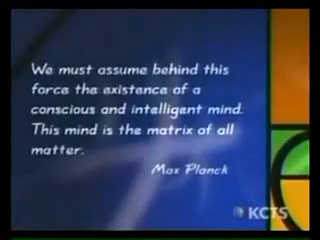 We must assume behind this
force the existence of a
conscious and intelligent mind.
This mind is the matrix of all
matter.
Max Planck
KCTS